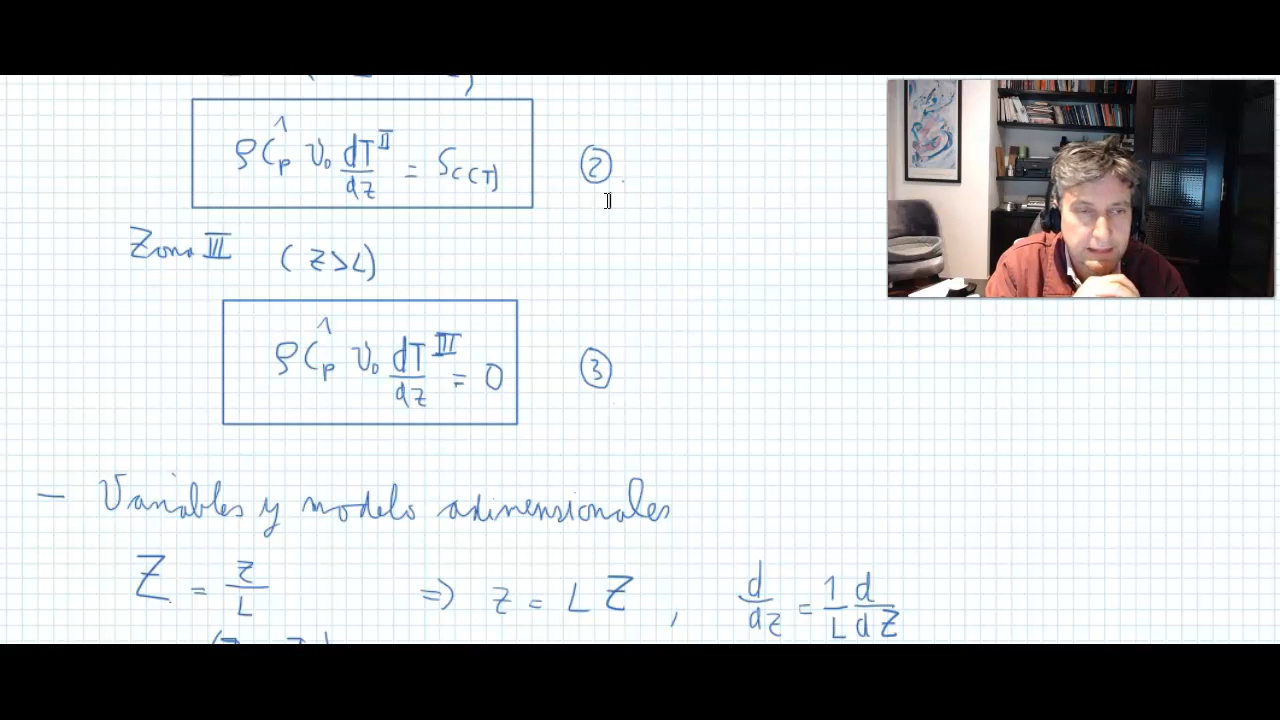 ρĈp v₀ dT^II/dz = Sc(T) ②
Zona III (z>L)
ρĈp v₀ dT^III/dz = 0 ③
— Variables y modelo adimensionales
Z = z/L ⇒ z = L Z, d/dz = 1/L d/dZ